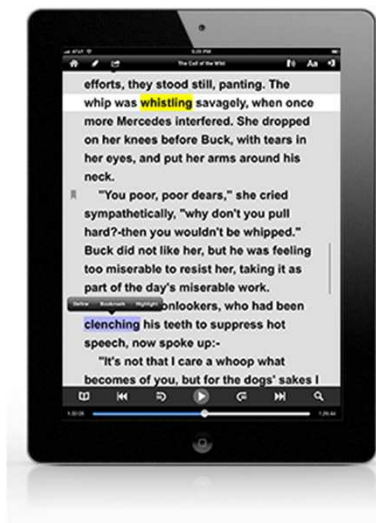 The Call of the Wild
Aa
efforts, they stood still, panting. The
whip was whistling savagely, when once
more Mercedes interfered. She dropped
on her knees before Buck, with tears in
her eyes, and put her arms around his
neck.
"You poor, poor dears," she cried
sympathetically, "why don't you pull
hard?-then you wouldn't be whipped."
Buck did not like her, but he was feeling
too miserable to resist her, taking it as
part of the day's miserable work.
Define Bookmark Highlight onlookers, who had been
clenching his teeth to suppress hot
speech, now spoke up:-
"It's not that I care a whoop what
becomes of you, but for the dogs' sakes I